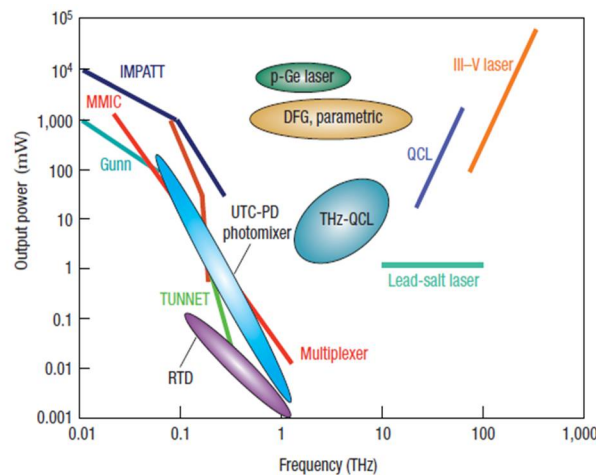 10⁵
10⁴
1,000
100
10
1
0.1
0.01
0.001
Output power (mW)
IMPATT
MMIC
Gunn
p-Ge laser
DFG, parametric
III–V laser
QCL
UTC-PD
photomixer
THz-QCL
Lead-salt laser
TUNNET
RTD
Multiplexer
0.01
0.1
1
10
100
1,000
Frequency (THz)